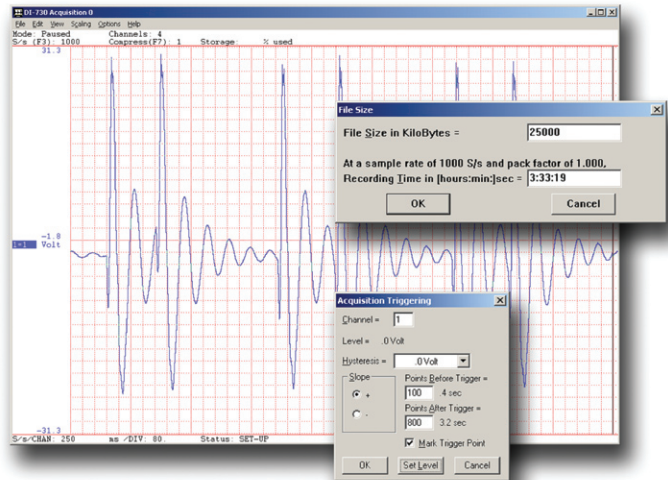 DI-730 Acquisition 0
File Edit View Scaling Options Help
Mode: Paused Channels: 4
S/s (F3): 1000 Compress(F7): 1 Storage: % used
31.3
-1.8
1-1 Volt
-31.3
S/s/CHAN: 250 ms /DIV: 80. Status: SET-UP
File Size
File Size in KiloBytes = 25000
At a sample rate of 1000 S/s and pack factor of 1.000,
Recording Time in [hours:min:]sec = 3:33:19
OK Cancel
Acquisition Triggering
Channel = 1
Level = .0 Volt
Hysteresis = .0 Volt
Slope
+
-
Points Before Trigger =
100 .4 sec
Points After Trigger =
800 3.2 sec
Mark Trigger Point
OK Set Level Cancel